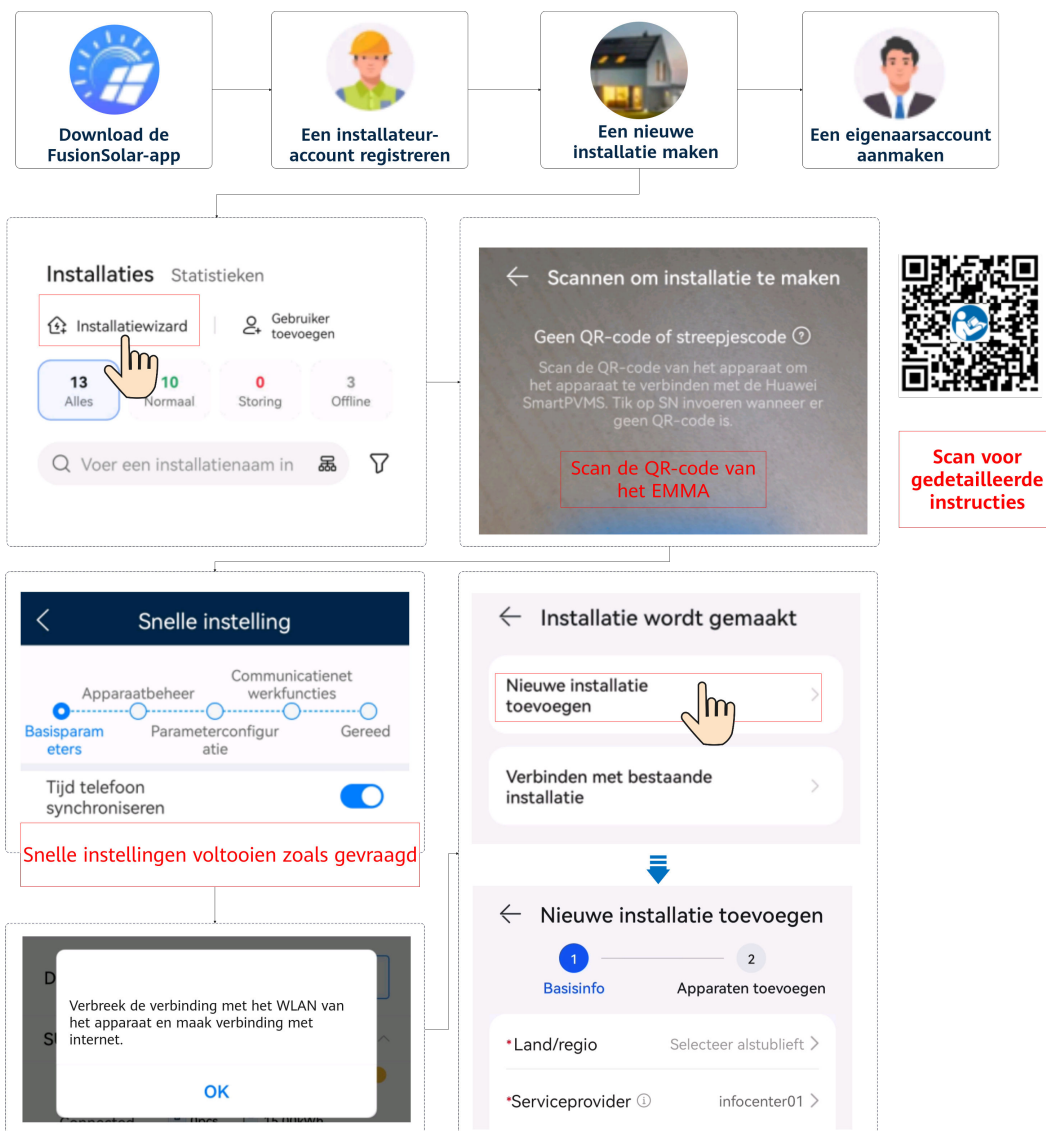 Download de
FusionSolar-app
Een installateur-
account registreren
Een nieuwe
installatie maken
Een eigenaarsaccount
aanmaken
Installaties Statistieken
Installatiewizard
Gebruiker
toevoegen
13
Alles
10
Normaal
0
Storing
3
Offline
Voer een installatienaam in
Scannen om installatie te maken
Geen QR-code of streepjescode
Scan de QR-code van het apparaat om
het apparaat te verbinden met de Huawei
SmartPVMS. Tik op SN invoeren wanneer er
geen QR-code is.
Scan de QR-code van
het EMMA
Scan voor
gedetailleerde
instructies
Snelle instelling
Basisparam
eters
Apparaatbeheer
Parameterconfigur
atie
Communicatienet
werkfuncties
Gereed
Tijd telefoon
synchroniseren
Snelle instellingen voltooien zoals gevraagd
Verbreek de verbinding met het WLAN van
het apparaat en maak verbinding met
internet.
OK
Installatie wordt gemaakt
Nieuwe installatie
toevoegen
Verbinden met bestaande
installatie
Nieuwe installatie toevoegen
1
Basisinfo
2
Apparaten toevoegen
*Land/regio Selecteer alstublieft
*Serviceprovider infocenter01